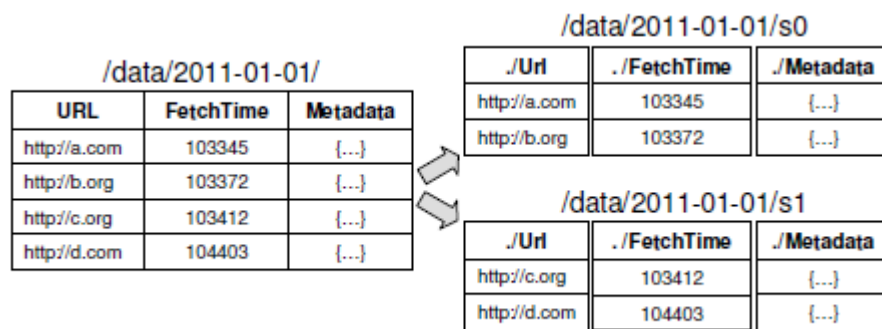 /data/2011-01-01/
URL FetchTime Metadata
http://a.com 103345 {...}
http://b.org 103372 {...}
http://c.org 103412 {...}
http://d.com 104403 {...}
/data/2011-01-01/s0
./Url ./FetchTime ./Metadata
http://a.com 103345 {...}
http://b.org 103372 {...}
/data/2011-01-01/s1
./Url ./FetchTime ./Metadata
http://c.org 103412 {...}
http://d.com 104403 {...}